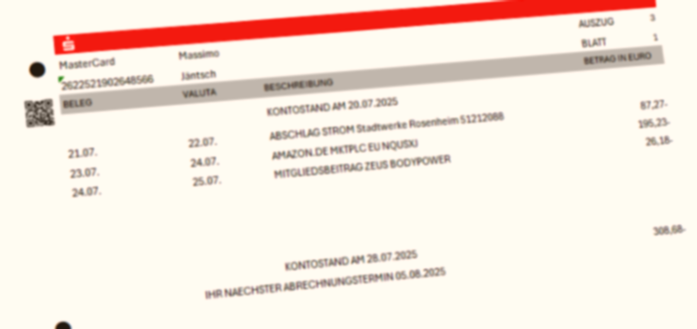 MasterCard Massimo AUSZUG 3
2622521902648566 Jäntsch BLATT 1
BELEG VALUTA BESCHREIBUNG BETRAG IN EURO
KONTOSTAND AM 20.07.2025
21.07. 22.07. ABSCHLAG STROM Stadtwerke Rosenheim 51212088 87,27-
23.07. 24.07. AMAZON.DE MKTPLC EU NQUSKJ 195,23-
24.07. 25.07. MITGLIEDSBEITRAG ZEUS BODYPOWER 26,18-
KONTOSTAND AM 28.07.2025 308,68-
IHR NAECHSTER ABRECHNUNGSTERMIN 05.08.2025